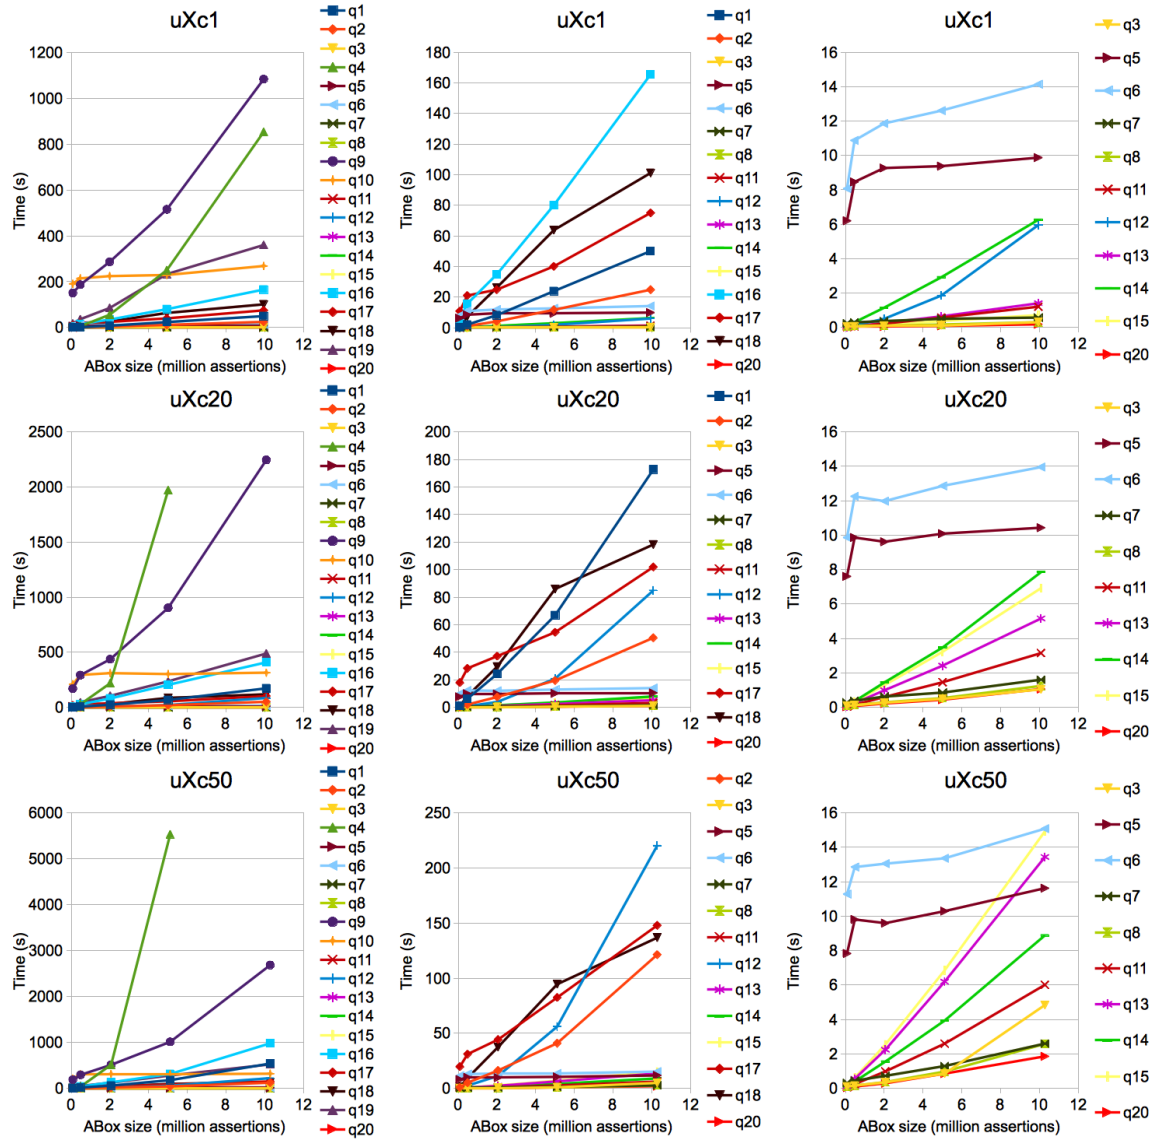 uXc1
1200
1000
800
600
400
200
0
0 2 4 6 8 10 12
Time (s)
ABox size (million assertions)
q1
q2
q3
q4
q5
q6
q7
q8
q9
q10
q11
q12
q13
q14
q15
q16
q17
q18
q19
q20
uXc1
180
160
140
120
100
80
60
40
20
0
0 2 4 6 8 10 12
Time (s)
ABox size (million assertions)
q1
q2
q3
q5
q6
q7
q8
q11
q12
q13
q14
q15
q16
q17
q18
q20
uXc1
16
14
12
10
8
6
4
2
0
0 2 4 6 8 10 12
Time (s)
ABox size (million assertions)
q3
q5
q6
q7
q8
q11
q12
q13
q14
q15
q20
uXc20
2500
2000
1500
1000
500
0
0 2 4 6 8 10 12
Time (s)
ABox size (million assertions)
q1
q2
q3
q4
q5
q6
q7
q8
q9
q10
q11
q12
q13
q14
q15
q16
q17
q18
q19
q20
uXc20
200
180
160
140
120
100
80
60
40
20
0
0 2 4 6 8 10 12
Time (s)
ABox size (million assertions)
q1
q2
q3
q5
q6
q7
q8
q11
q12
q13
q14
q15
q17
q18
q20
uXc20
16
14
12
10
8
6
4
2
0
0 2 4 6 8 10 12
Time (s)
ABox size (million assertions)
q3
q5
q6
q7
q8
q11
q13
q14
q15
q20
uXc50
6000
5000
4000
3000
2000
1000
0
0 2 4 6 8 10 12
Time (s)
ABox size (million assertions)
q1
q2
q3
q4
q5
q6
q7
q8
q9
q10
q11
q12
q13
q14
q15
q16
q17
q18
q19
q20
uXc50
250
200
150
100
50
0
0 2 4 6 8 10 12
Time (s)
ABox size (million assertions)
q2
q3
q5
q6
q7
q8
q11
q12
q13
q14
q15
q17
q18
q20
uXc50
16
14
12
10
8
6
4
2
0
0 2 4 6 8 10 12
Time (s)
ABox size (million assertions)
q3
q5
q6
q7
q8
q11
q13
q14
q15
q20